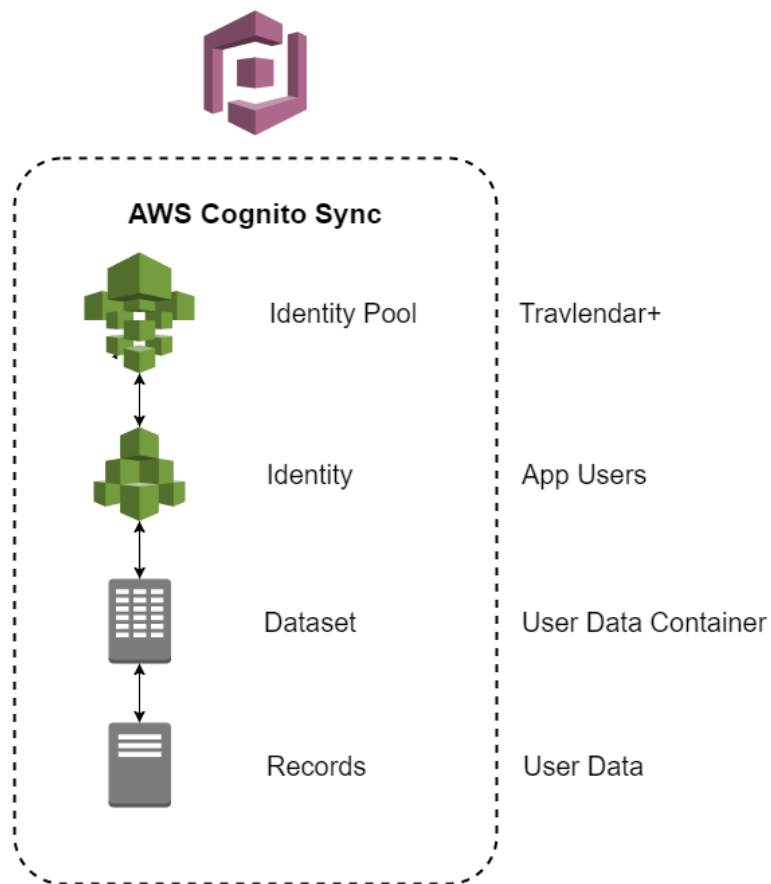 AWS Cognito Sync
Identity Pool Travlendar+
Identity App Users
Dataset User Data Container
Records User Data